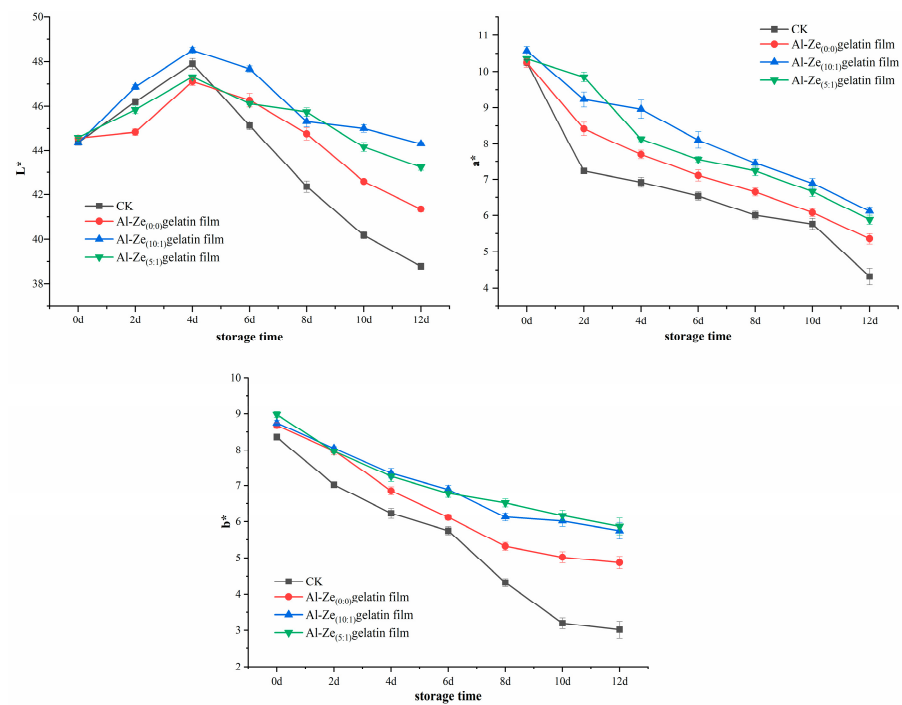 50
48
46
44
42
40
38
L*
CK
Al-Ze(0:0)gelatin film
Al-Ze(10:1)gelatin film
Al-Ze(5:1)gelatin film
0d 2d 4d 6d 8d 10d 12d
storage time
11
10
9
8
7
6
5
4
a*
CK
Al-Ze(0:0)gelatin film
Al-Ze(10:1)gelatin film
Al-Ze(5:1)gelatin film
0d 2d 4d 6d 8d 10d 12d
storage time
10
9
8
7
6
5
4
3
2
b*
CK
Al-Ze(0:0)gelatin film
Al-Ze(10:1)gelatin film
Al-Ze(5:1)gelatin film
0d 2d 4d 6d 8d 10d 12d
storage time